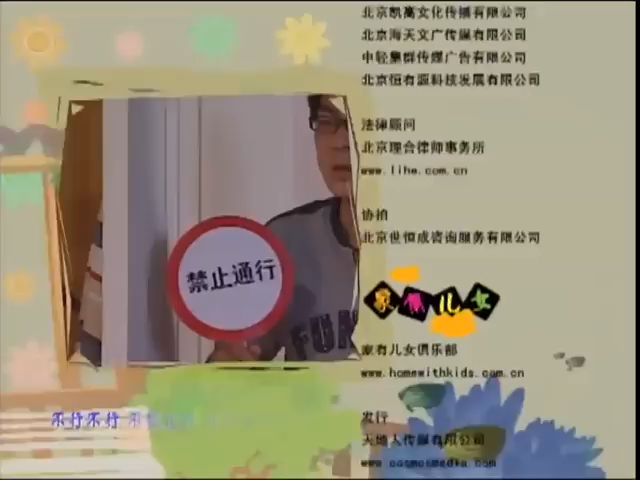 北京凯嵩文化传播有限公司
北京海天文广传媒有限公司
中轻集群传媒广告有限公司
北京恒有源科技发展有限公司
法律顾问
北京理合律师事务所
www.lihe.com.cn
协拍
北京世恒成咨询服务有限公司
禁止通行
家有儿女
家有儿女俱乐部
www.homewithkids.com.cn
不行不行
发行
天地人传媒有限公司
www.cosmosmedia.com